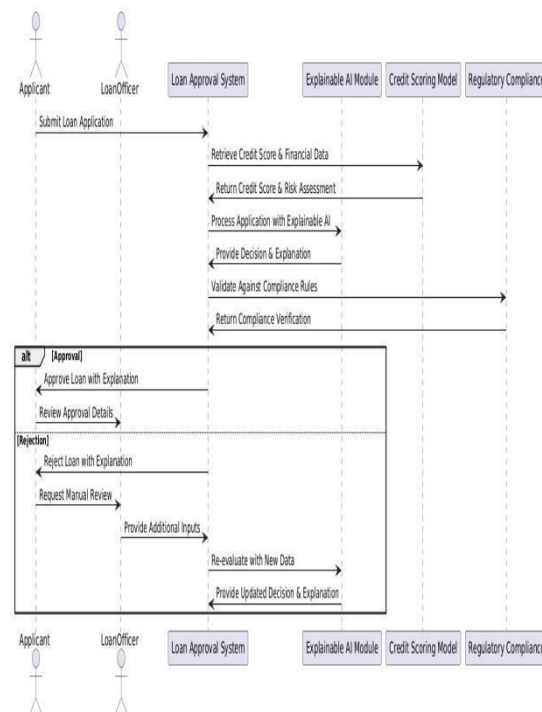 Applicant
LoanOfficer
Loan Approval System
Explainable AI Module
Credit Scoring Model
Regulatory Compliance
Submit Loan Application
Retrieve Credit Score & Financial Data
Return Credit Score & Risk Assessment
Process Application with Explainable AI
Provide Decision & Explanation
Validate Against Compliance Rules
Return Compliance Verification
alt [Approval]
Approve Loan with Explanation
Review Approval Details
[Rejection]
Reject Loan with Explanation
Request Manual Review
Provide Additional Inputs
Re-evaluate with New Data
Provide Updated Decision & Explanation
Applicant
LoanOfficer
Loan Approval System
Explainable AI Module
Credit Scoring Model
Regulatory Compliance